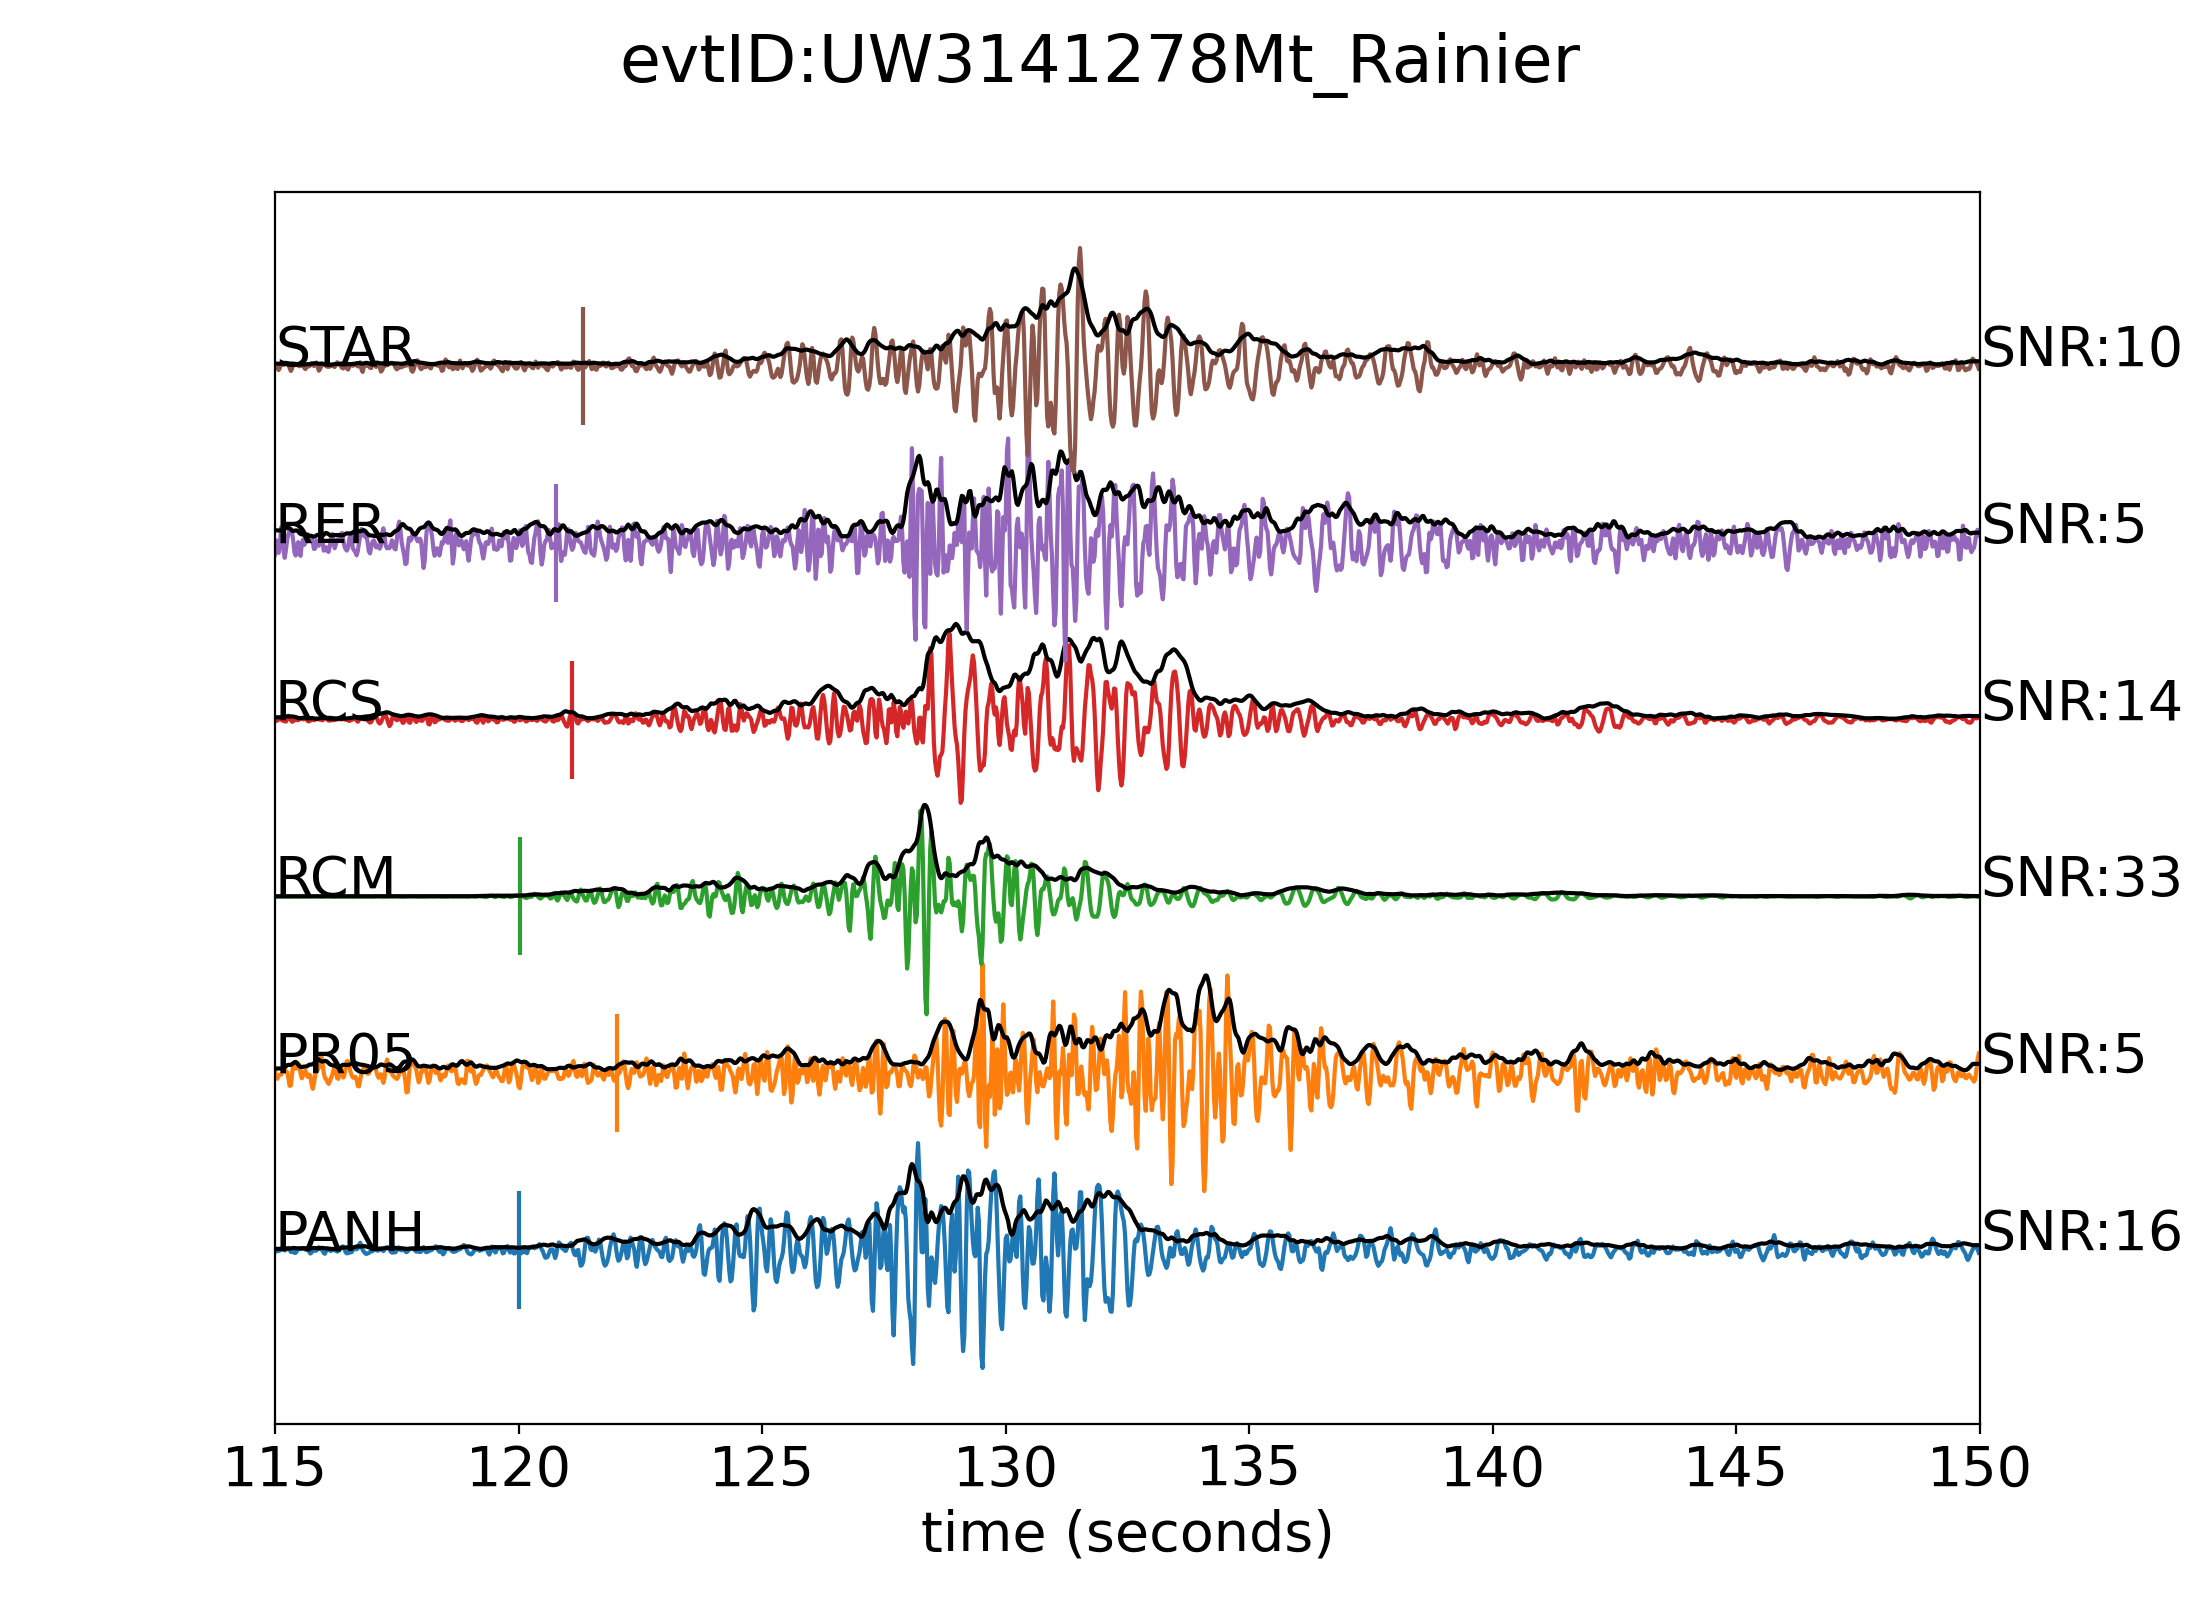 evtID:UW3141278Mt_Rainier
STAR SNR:10
RER SNR:5
RCS SNR:14
RCM SNR:33
PR05 SNR:5
PANH SNR:16
115 120 125 130 135 140 145 150
time (seconds)